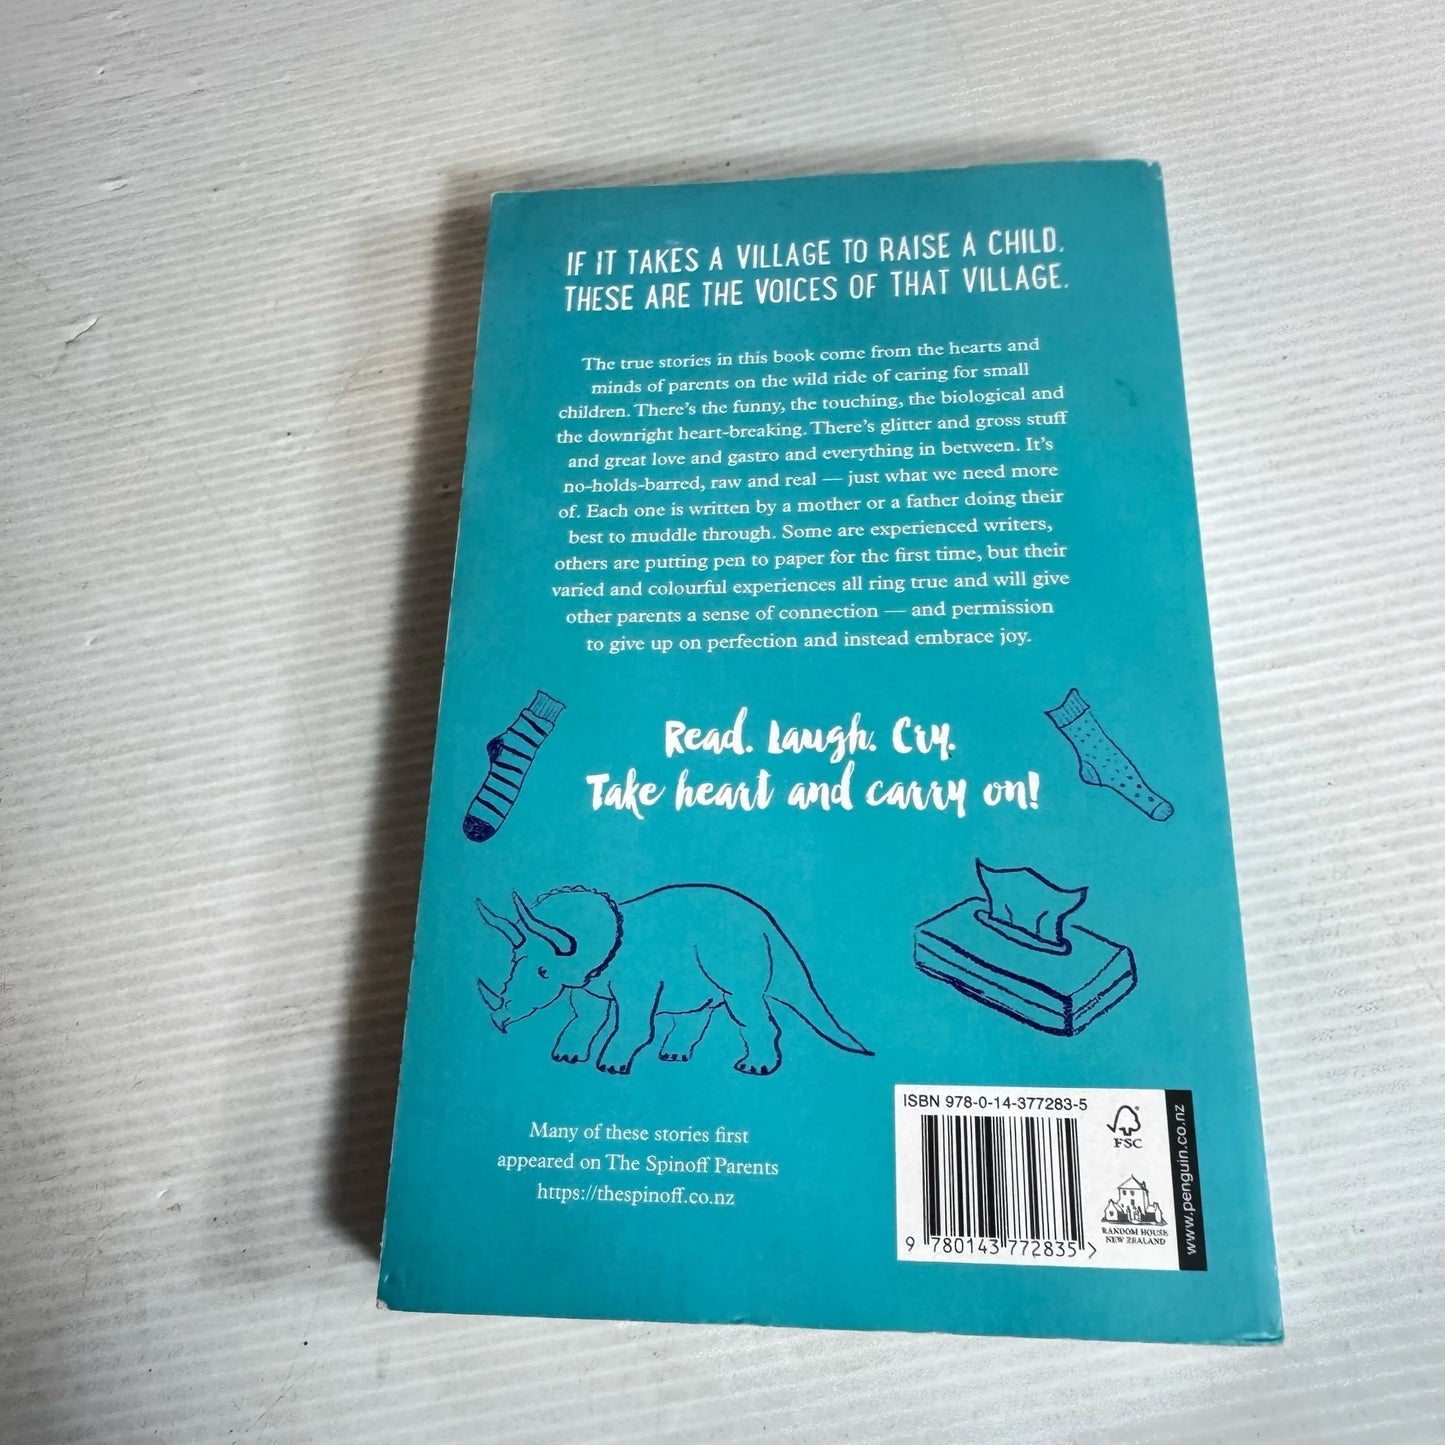 IF IT TAKES A VILLAGE TO RAISE A CHILD,
THESE ARE THE VOICES OF THAT VILLAGE.
The true stories in this book come from the hearts and
minds of parents on the wild ride of caring for small
children. There's the funny, the touching, the biological and
the downright heart-breaking. There's glitter and gross stuff
and great love and gastro and everything in between. It's
no-holds-barred, raw and real — just what we need more
of. Each one is written by a mother or a father doing their
best to muddle through. Some are experienced writers,
others are putting pen to paper for the first time, but their
varied and colourful experiences all ring true and will give
other parents a sense of connection — and permission
to give up on perfection and instead embrace joy.
Read. Laugh. Cry.
Take heart and carry on!
Many of these stories first
appeared on The Spinoff Parents
https://thespinoff.co.nz
ISBN 978-0-14-377283-5
9 780143 772835 >
FSC
RANDOM HOUSE
NEW ZEALAND
www.penguin.co.nz